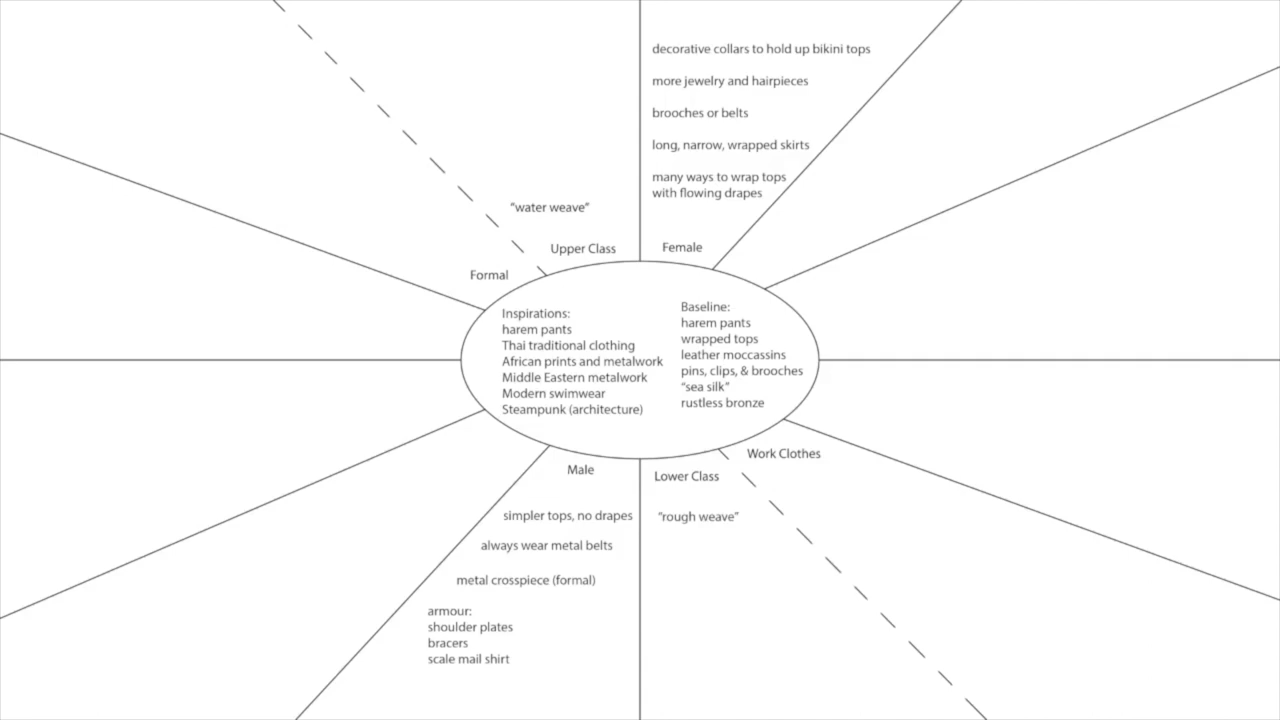 decorative collars to hold up bikini tops
more jewelry and hairpieces
brooches or belts
long, narrow, wrapped skirts
many ways to wrap tops
with flowing drapes
“water weave”
Upper Class
Female
Formal
Inspirations:
harem pants
Thai traditional clothing
African prints and metalwork
Middle Eastern metalwork
Modern swimwear
Steampunk (architecture)
Baseline:
harem pants
wrapped tops
leather moccassins
pins, clips, & brooches
“sea silk”
rustless bronze
Work Clothes
Male
Lower Class
simpler tops, no drapes
“rough weave”
always wear metal belts
metal crosspiece (formal)
armour:
shoulder plates
bracers
scale mail shirt